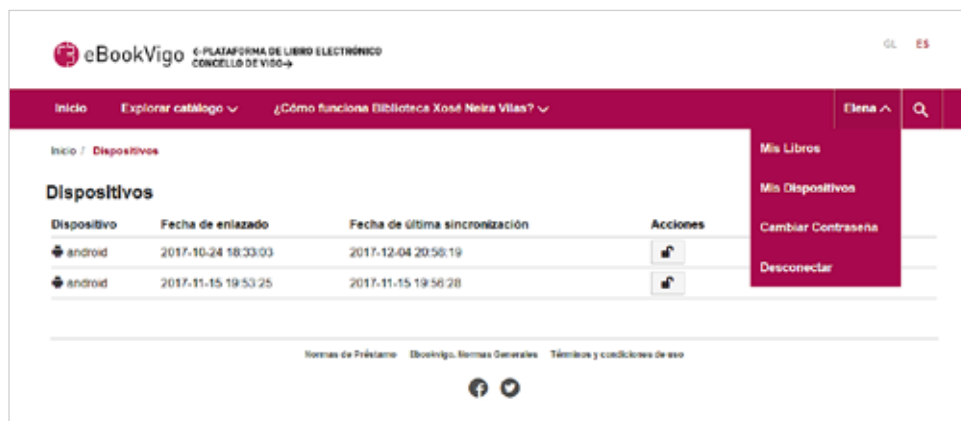 eBookVigo
e-PLATAFORMA DE LIBRO ELECTRÓNICO
CONCELLO DE VIGO→
GL ES
Inicio Explorar catálogo ¿Cómo funciona Biblioteca Xosé Neira Vilas? Elena
Inicio / Dispositivos
Mis Libros
Mis Dispositivos
Cambiar Contraseña
Desconectar
Dispositivos
Dispositivo Fecha de enlazado Fecha de última sincronización Acciones
android 2017-10-24 18:33:03 2017-12-04 20:56:19
android 2017-11-15 19:53:25 2017-11-15 19:56:28
Normas de Préstamo Ebookvigo. Normas Generales Términos y condiciones de uso